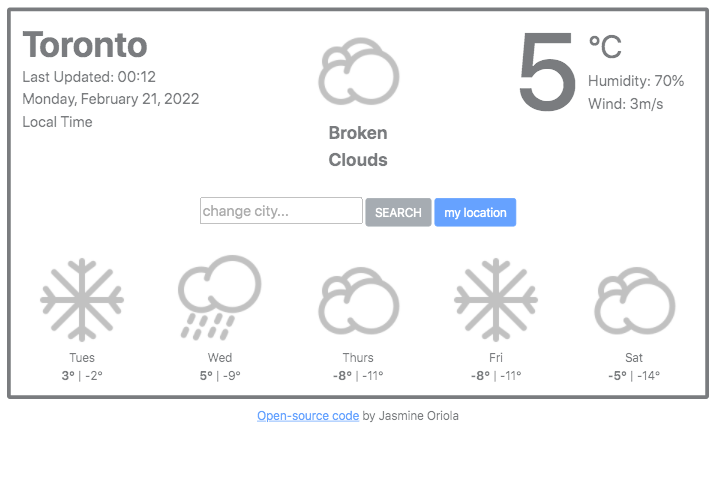 Toronto
Last Updated: 00:12
Monday, February 21, 2022
Local Time
Broken
Clouds
5 °C
Humidity: 70%
Wind: 3m/s
change city...
SEARCH
my location
Tues
3° | -2°
Wed
5° | -9°
Thurs
-8° | -11°
Fri
-8° | -11°
Sat
-5° | -14°
Open-source code by Jasmine Oriola